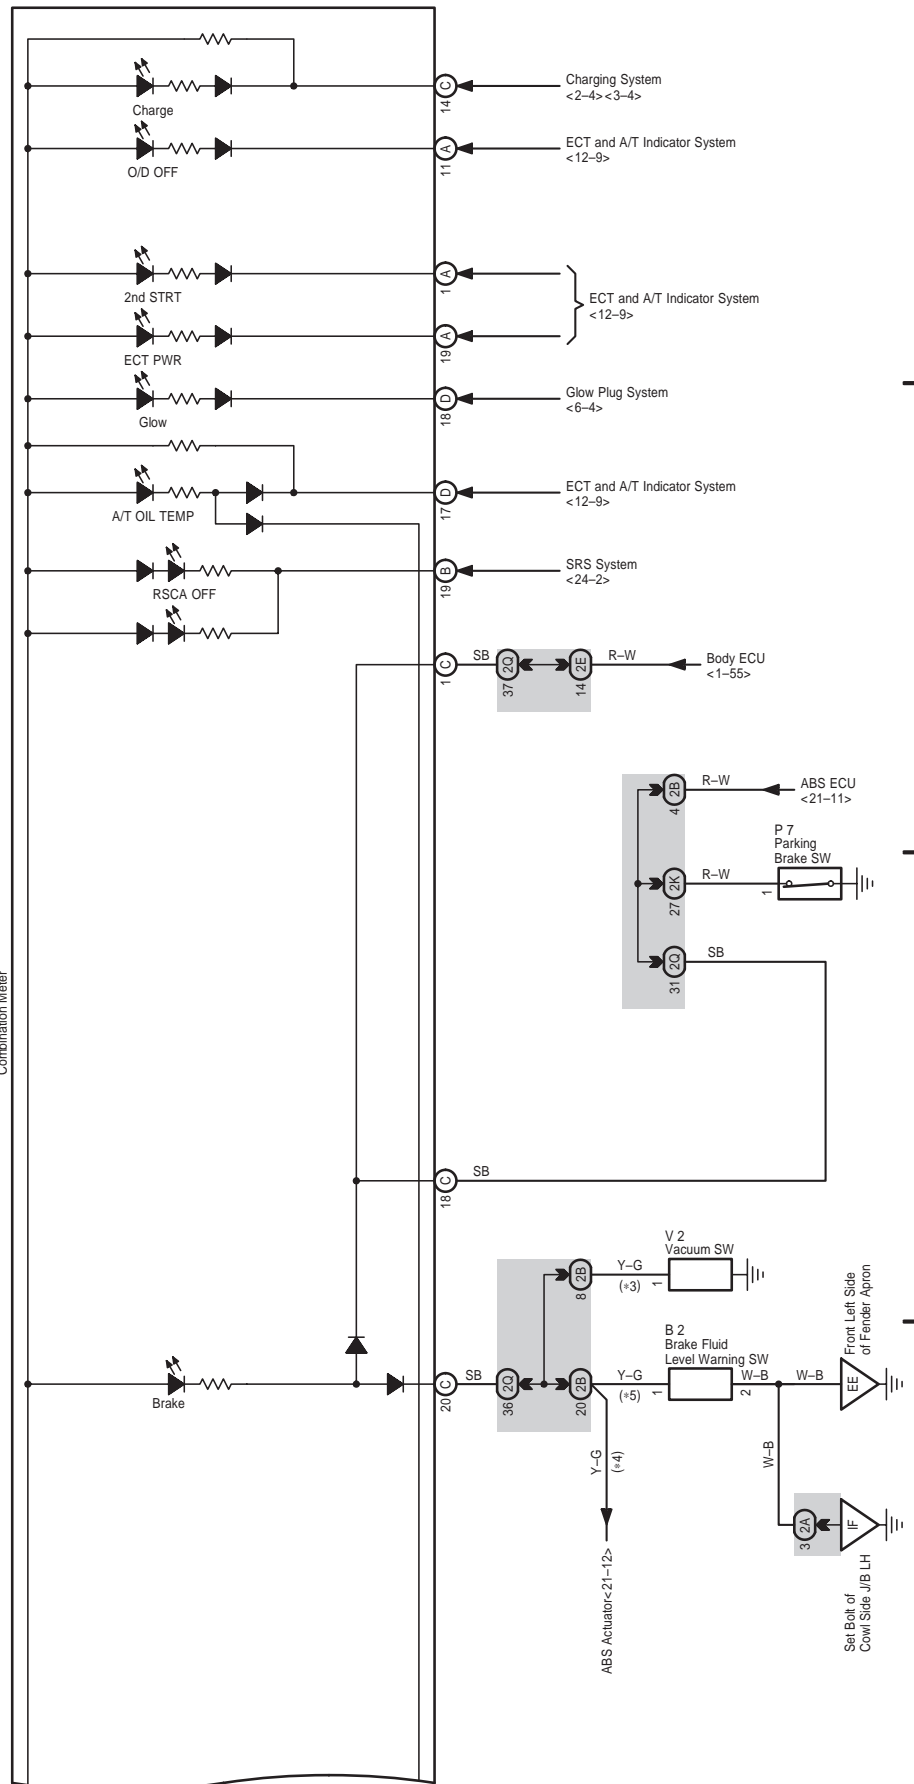 Charge
C
14
Charging System
<2–4><3–4>
O/D OFF
A
11
ECT and A/T Indicator System
<12–9>
2nd STRT
A
1
ECT PWR
A
19
ECT and A/T Indicator System
<12–9>
Glow
D
18
Glow Plug System
<6–4>
A/T OIL TEMP
D
17
ECT and A/T Indicator System
<12–9>
RSCA OFF
B
19
SRS System
<24–2>
C
1
SB
2Q
37
2E
14
R–W
Body ECU
<1–55>
2B
4
R–W
ABS ECU
<21–11>
P 7
Parking
Brake SW
2K
27
R–W
1
2Q
31
SB
Combination Meter
C
18
SB
V 2
Vacuum SW
2B
8
Y–G
(*3)
1
Brake
C
20
SB
2Q
36
2B
20
Y–G
(*5)
1
B 2
Brake Fluid
Level Warning SW
2
W–B
W–B
EE
Front Left Side
of Fender Apron
Y–G
(*4)
ABS Actuator<21–12>
W–B
2A
3
IF
Set Bolt of
Cowl Side J/B LH